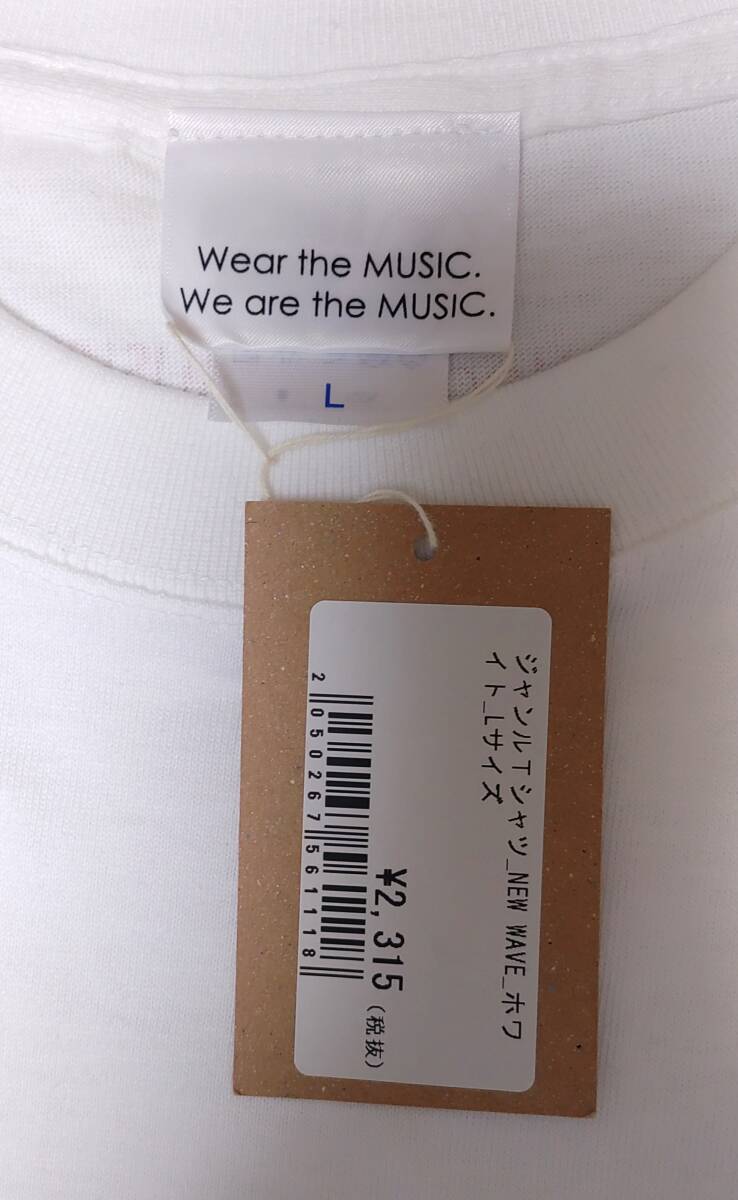 Wear the MUSIC.
We are the MUSIC.
L
ジャンルTシャツ_NEW WAVE_ホワ
イト_Lサイズ
¥2,315(税抜)
2050267561118